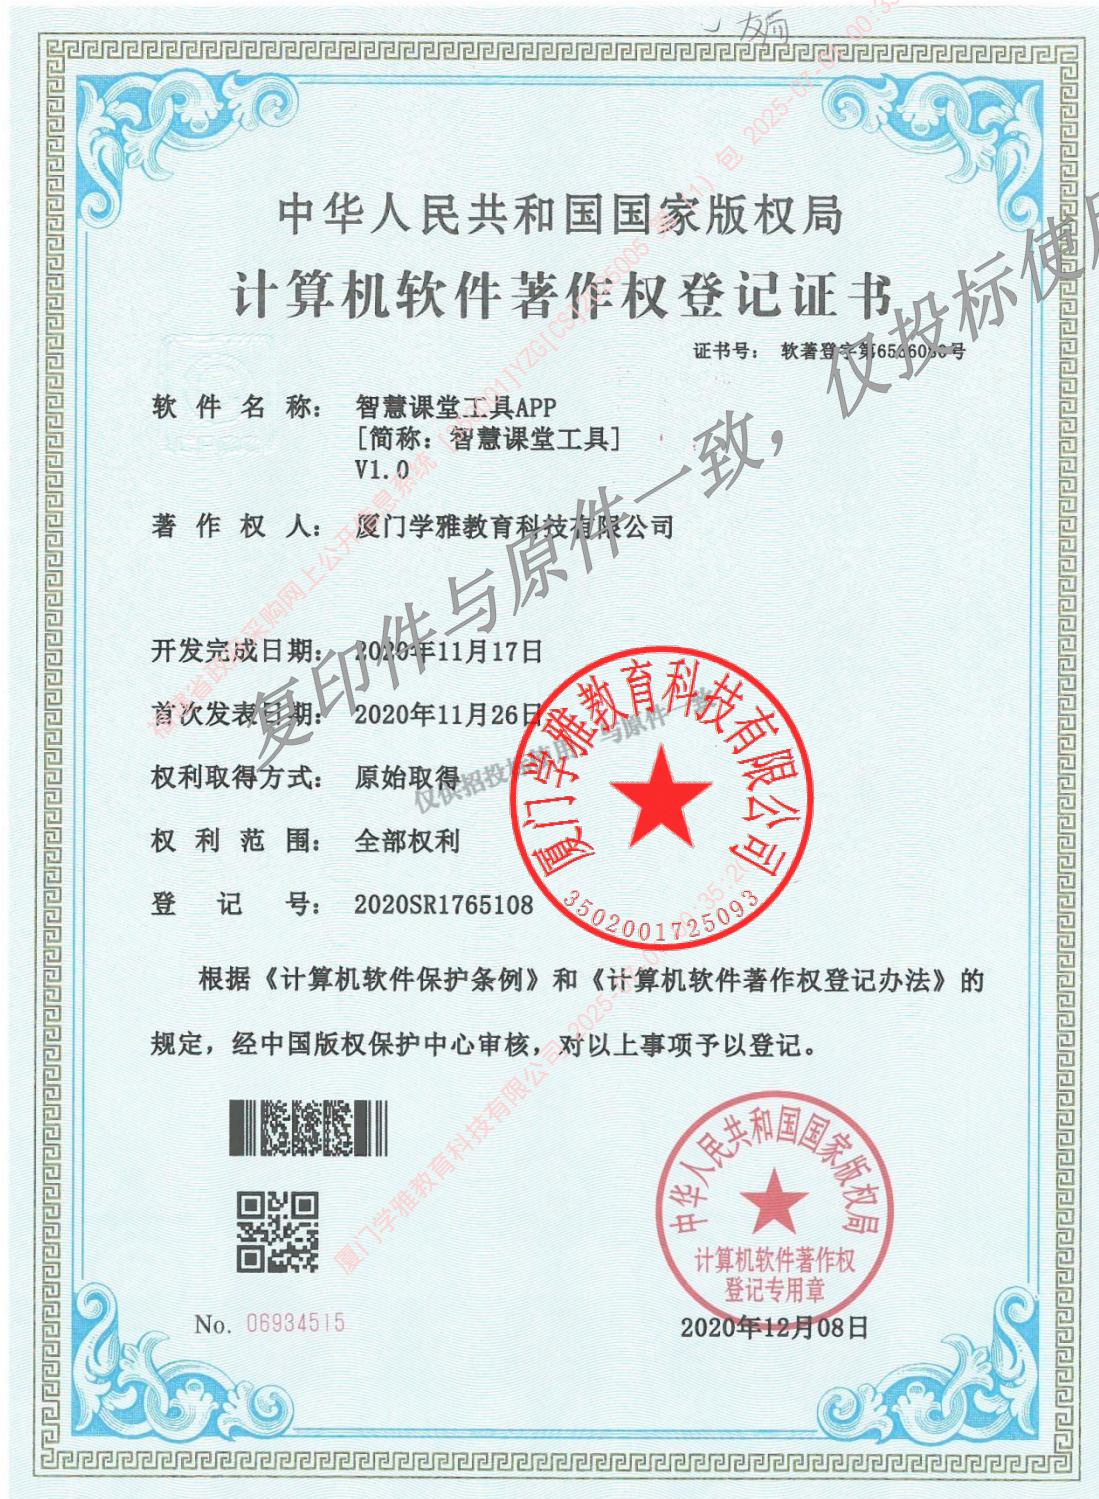 中华人民共和国国家版权局
计算机软件著作权登记证书
证书号： 软著登字第
软件名称： 智慧课堂工具APP
[简称：智慧课堂工具]
V1.0
著作权人： 厦门学雅教育科技有限公司
开发完成日期： 2020年11月17日
首次发表日期： 2020年11月26日
权利取得方式： 原始取得
权利范围： 全部权利
登记号： 2020SR1765108
根据《计算机软件保护条例》和《计算机软件著作权登记办法》的
规定，经中国版权保护中心审核，对以上事项予以登记。
厦门学雅教育科技有限公司
3502001725093
中华人民共和国国家版权局
计算机软件著作权
登记专用章
No. 06934515
2020年12月08日
复印件与原件一致，仅投标使用
仅供招投标使用，与原件一致
厦门学雅教育科技有限公司